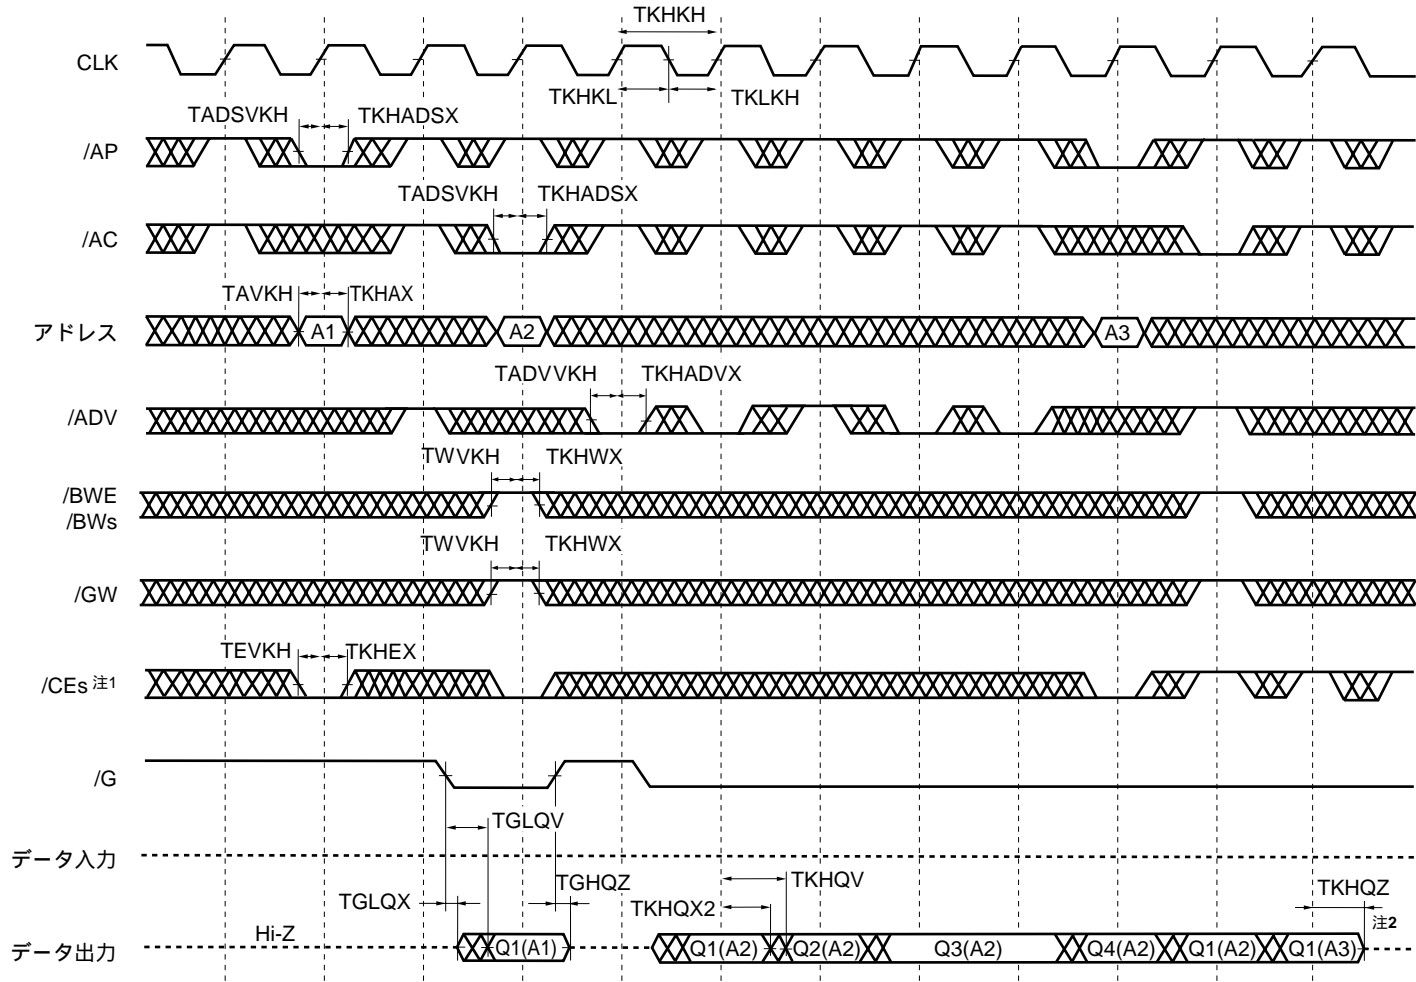 TKHKH
CLK
TKHKL TKLKH
TADSVKH TKHADSX
/AP
TADSVKH TKHADSX
/AC
TAVKH TKHAX
アドレス A1 A2 A3
TADVVKH TKHADVX
/ADV
TWVKH TKHWX
/BWE
/BWs
TWVKH TKHWX
/GW
TEVKH TKHEX
/CEs 注1
/G
TGLQV
データ入力
TGLQX TGHQZ TKHQX2 TKHQV TKHQZ
注2
Hi-Z
データ出力 Q1(A1) Q1(A2) Q2(A2) Q3(A2) Q4(A2) Q1(A2) Q1(A3)